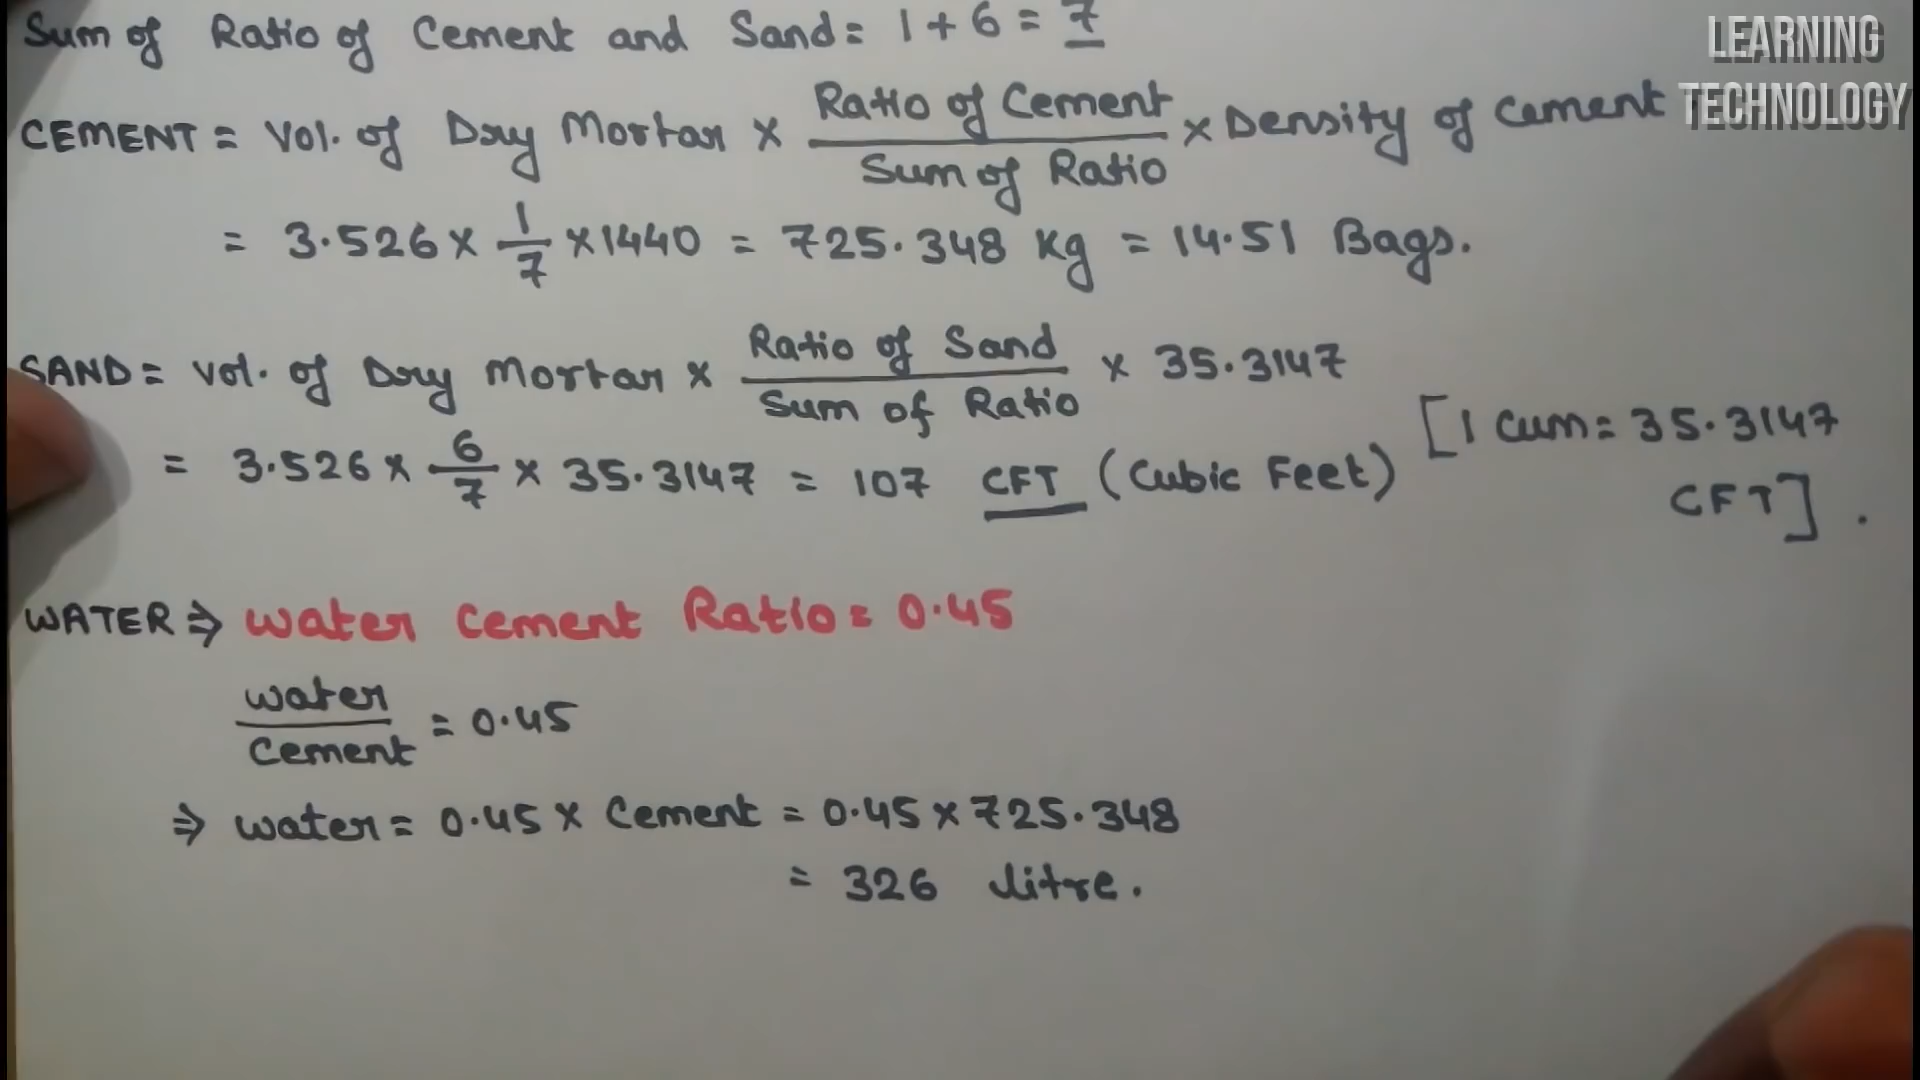 Sum of Ratio of Cement and Sand = 1 + 6 = 7
LEARNING
TECHNOLOGY
CEMENT = Vol. of Dry Mortar × Ratio of Cement / Sum of Ratio × Density of Cement
= 3.526 × 1/7 × 1440 = 725.348 Kg = 14.51 Bags.
SAND = Vol. of Dry Mortar × Ratio of Sand / Sum of Ratio × 35.3147
= 3.526 × 6/7 × 35.3147 = 107 CFT (Cubic Feet) [1 Cum = 35.3147
CFT].
WATER ⇒ Water Cement Ratio = 0.45
Water / Cement = 0.45
⇒ Water = 0.45 × Cement = 0.45 × 725.348
= 326 litre.